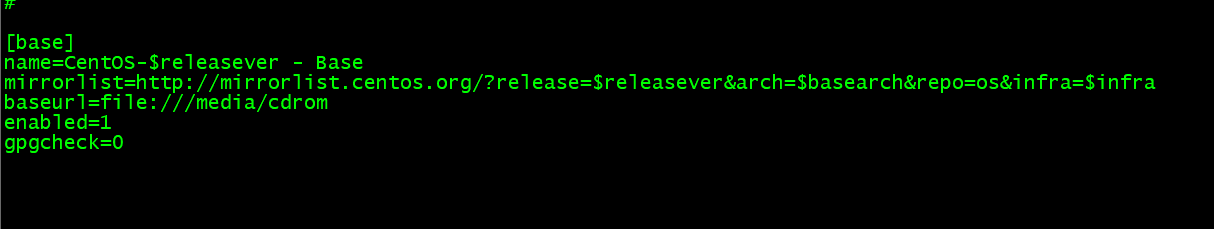 #
[base]
name=CentOS-$releasever - Base
mirrorlist=http://mirrorlist.centos.org/?release=$releasever&arch=$basearch&repo=os&infra=$infra
baseurl=file:///media/cdrom
enabled=1
gpgcheck=0